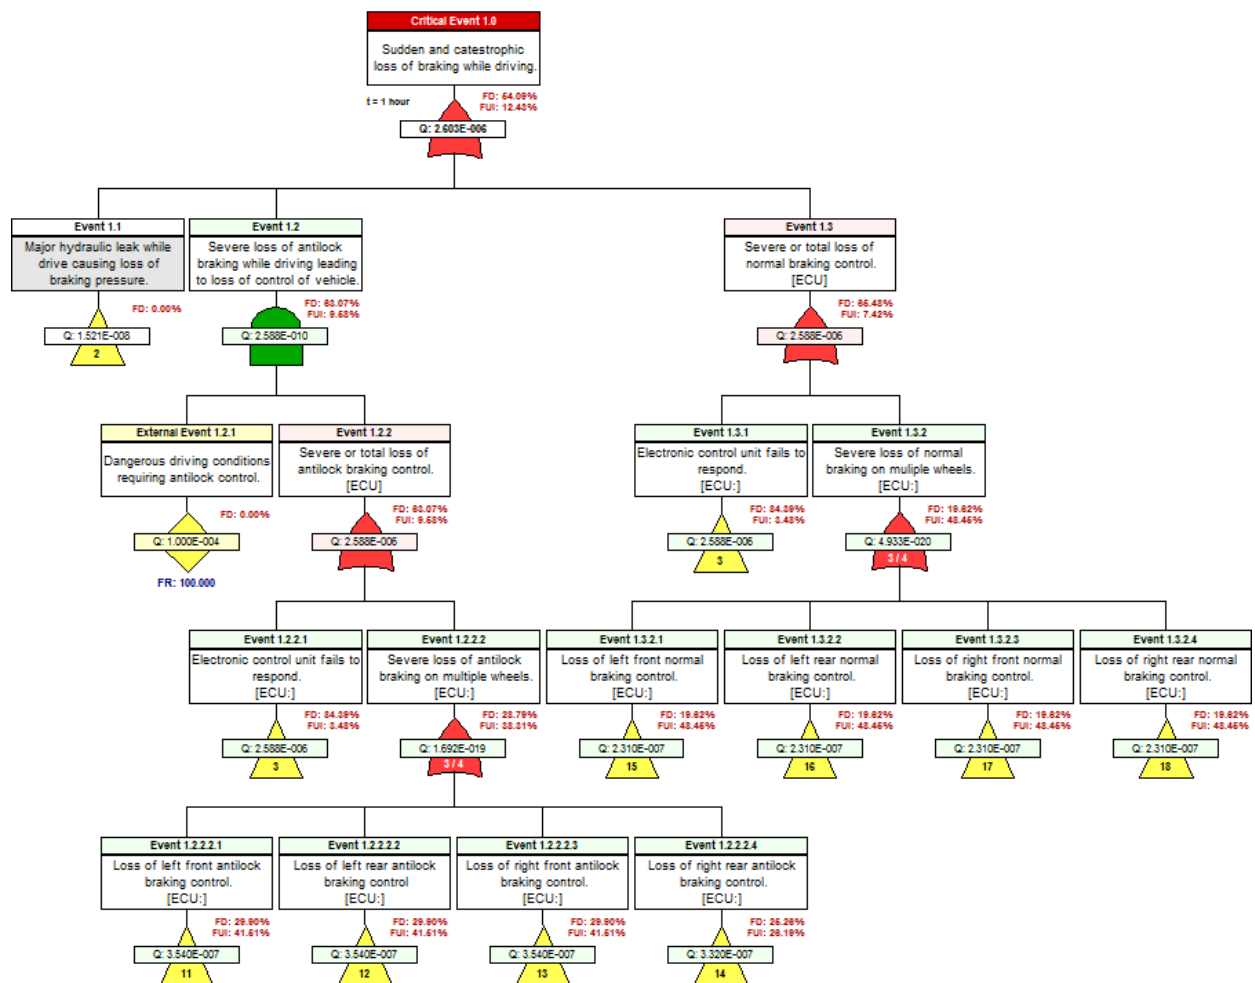 Critical Event 1.0
Sudden and catestrophic
loss of braking while driving.
t = 1 hour
FD: 54.09%
FUI: 12.43%
Q: 2.603E-006
Event 1.1
Major hydraulic leak while
drive causing loss of
braking pressure.
FD: 0.00%
Q: 1.521E-008
2
Event 1.2
Severe loss of antilock
braking while driving leading
to loss of control of vehicle.
FD: 63.07%
FUI: 9.53%
Q: 2.588E-010
Event 1.3
Severe or total loss of
normal braking control.
[ECU]
FD: 65.48%
FUI: 7.42%
Q: 2.588E-006
External Event 1.2.1
Dangerous driving conditions
requiring antilock control.
FD: 0.00%
Q: 1.000E-004
FR: 100.000
Event 1.2.2
Severe or total loss of
antilock braking control.
[ECU]
FD: 63.07%
FUI: 9.53%
Q: 2.588E-006
Event 1.3.1
Electronic control unit fails to
respond.
[ECU:]
FD: 84.39%
FUI: 3.48%
Q: 2.588E-006
3
Event 1.3.2
Severe loss of normal
braking on muliple wheels.
[ECU:]
FD: 19.62%
FUI: 48.45%
Q: 4.933E-020
3 / 4
Event 1.2.2.1
Electronic control unit fails to
respond.
[ECU:]
FD: 84.39%
FUI: 3.48%
Q: 2.588E-006
3
Event 1.2.2.2
Severe loss of antilock
braking on multiple wheels.
[ECU:]
FD: 28.79%
FUI: 38.31%
Q: 1.692E-019
3 / 4
Event 1.3.2.1
Loss of left front normal
braking control.
[ECU:]
FD: 19.62%
FUI: 48.45%
Q: 2.310E-007
15
Event 1.3.2.2
Loss of left rear normal
braking control.
[ECU:]
FD: 19.62%
FUI: 48.45%
Q: 2.310E-007
16
Event 1.3.2.3
Loss of right front normal
braking control.
[ECU:]
FD: 19.62%
FUI: 48.45%
Q: 2.310E-007
17
Event 1.3.2.4
Loss of right rear normal
braking control.
[ECU:]
FD: 19.62%
FUI: 48.45%
Q: 2.310E-007
18
Event 1.2.2.2.1
Loss of left front antilock
braking control.
[ECU:]
FD: 29.90%
FUI: 41.51%
Q: 3.540E-007
11
Event 1.2.2.2.2
Loss of left rear antilock
braking control
[ECU:]
FD: 29.90%
FUI: 41.51%
Q: 3.540E-007
12
Event 1.2.2.2.3
Loss of right front antilock
braking control.
[ECU:]
FD: 29.90%
FUI: 41.51%
Q: 3.540E-007
13
Event 1.2.2.2.4
Loss of right rear antilock
braking control.
[ECU:]
FD: 25.26%
FUI: 26.19%
Q: 3.320E-007
14